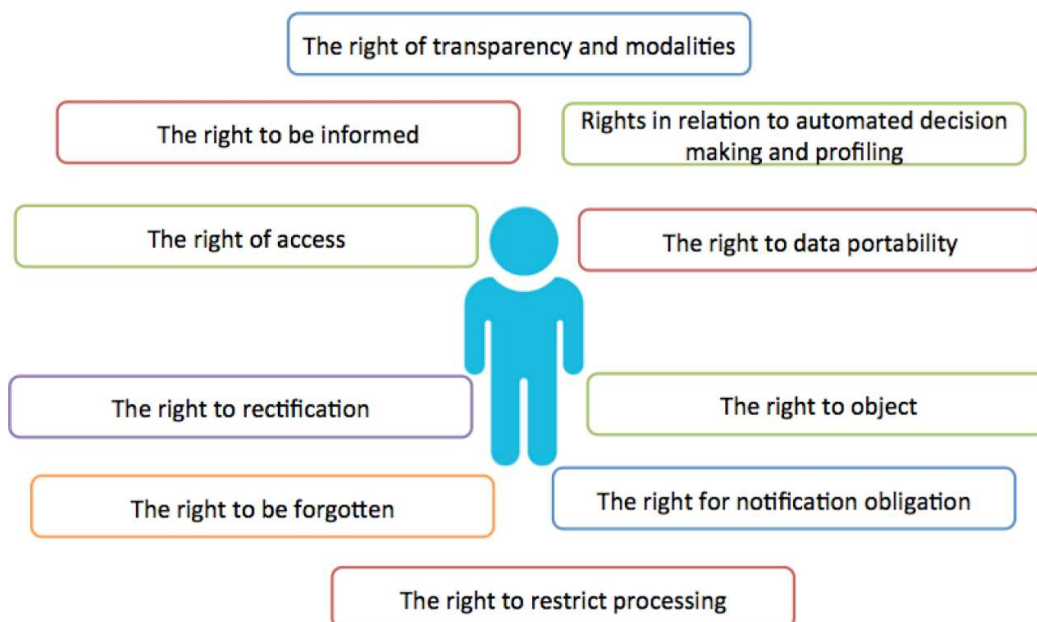 The right of transparency and modalities
The right to be informed
Rights in relation to automated decision
making and profiling
The right of access
The right to data portability
The right to rectification
The right to object
The right to be forgotten
The right for notification obligation
The right to restrict processing